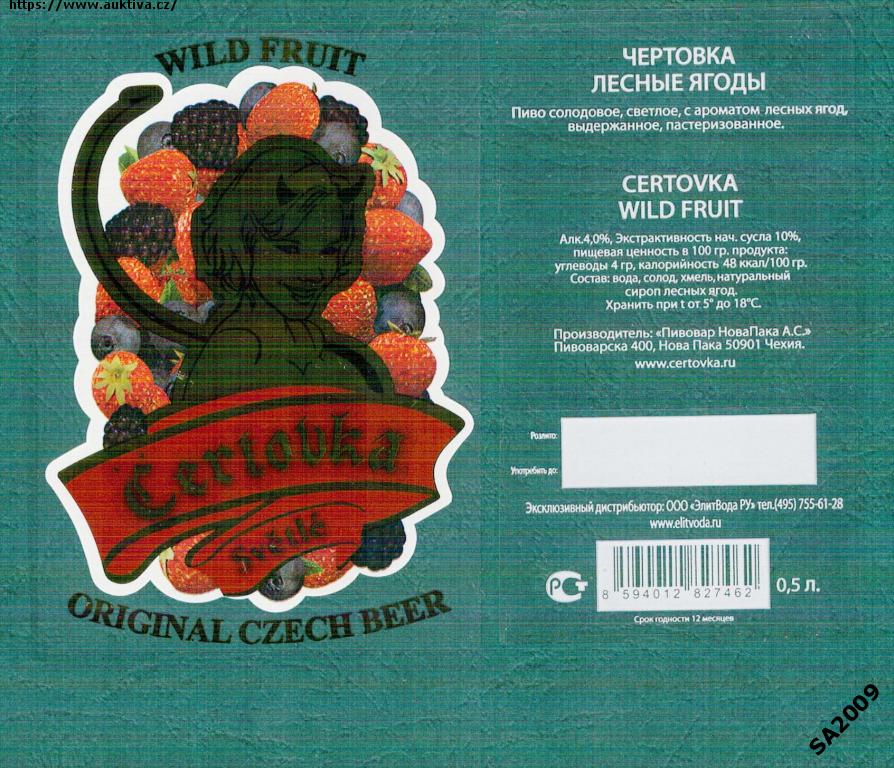 https://www.auktiva.cz/
WILD FRUIT
Čertovka
Světlé
ORIGINAL CZECH BEER
ЧЕРТОВКА
ЛЕСНЫЕ ЯГОДЫ
Пиво солодовое, светлое, с ароматом лесных ягод,
выдержанное, пастеризованное.
CERTOVKA
WILD FRUIT
Алк.4,0%, Экстрактивность нач. сусла 10%,
пищевая ценность в 100 гр. продукта:
углеводы 4 гр, калорийность 48 ккал/100 гр.
Состав: вода, солод, хмель,натуральный
сироп лесных ягод.
Хранить при t от 5° до 18°C.
Производитель: «Пивовар НоваПака А.С.»
Пивоварска 400, Нова Пака 50901 Чехия.
www.certovka.ru
Розлито:
Употребить до:
Эксклюзивный дистрибьютор: ООО «ЭлитВода РУ» тел.(495) 755-61-28
www.elitvoda.ru
РСТ
8 594012 827462
0,5 л.
Срок годности 12 месяцев
SA2009